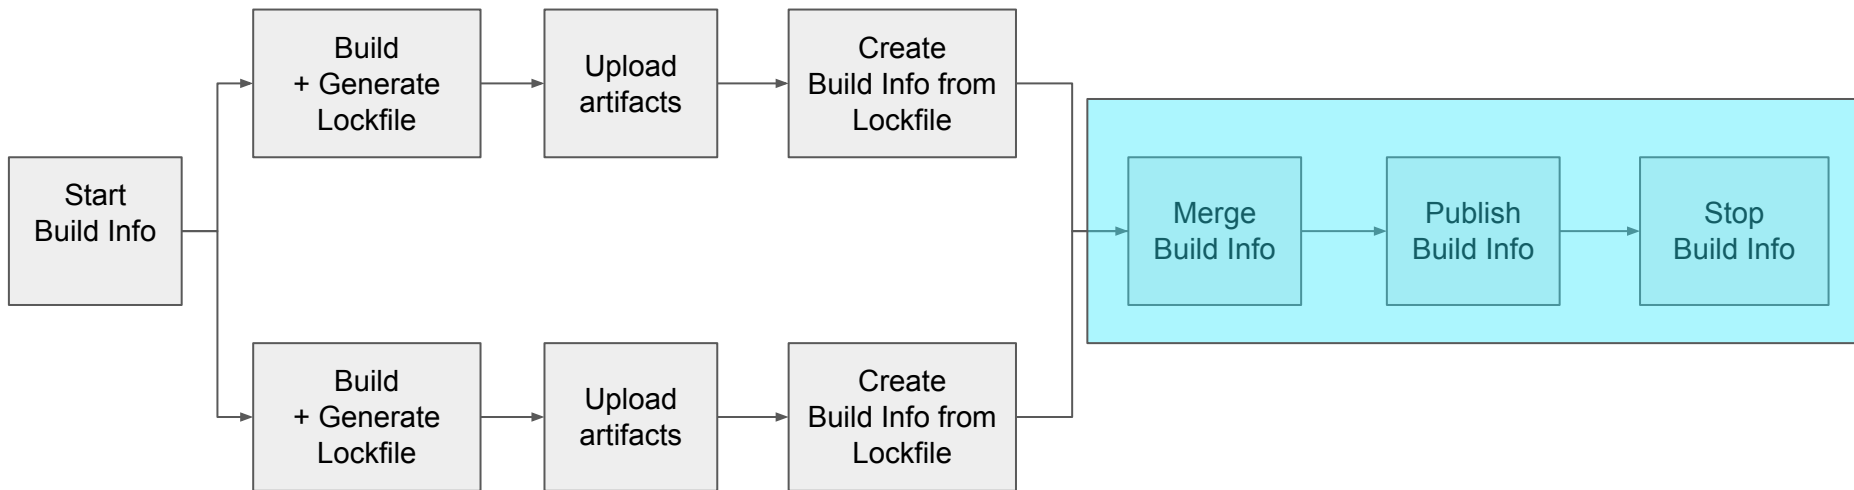 Start
Build Info
Build
+ Generate
Lockfile
Upload
artifacts
Create
Build Info from
Lockfile
Build
+ Generate
Lockfile
Upload
artifacts
Create
Build Info from
Lockfile
Merge
Build Info
Publish
Build Info
Stop
Build Info